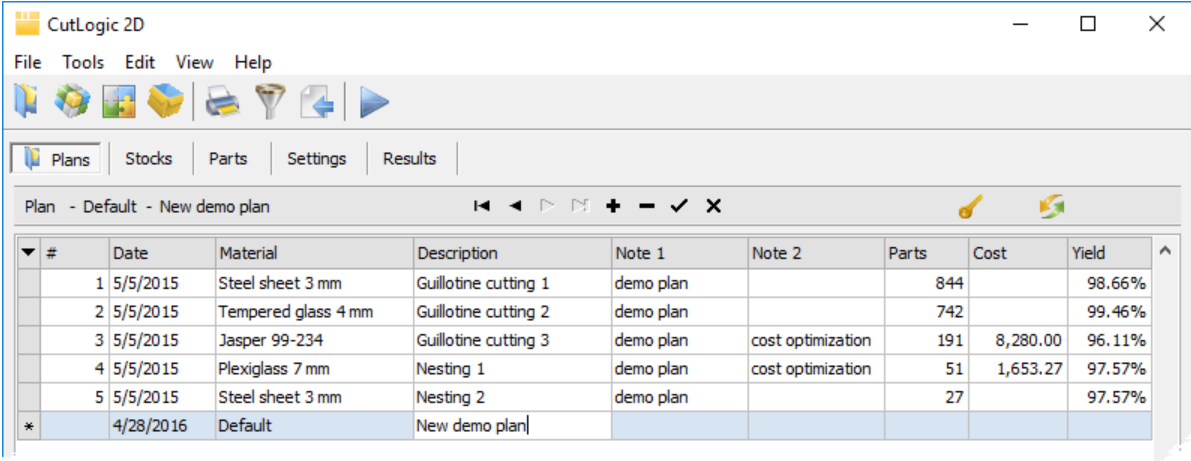 CutLogic 2D
File Tools Edit View Help
Plans Stocks Parts Settings Results
Plan - Default - New demo plan
# Date Material Description Note 1 Note 2 Parts Cost Yield
1 5/5/2015 Steel sheet 3 mm Guillotine cutting 1 demo plan 844 98.66%
2 5/5/2015 Tempered glass 4 mm Guillotine cutting 2 demo plan 742 99.46%
3 5/5/2015 Jasper 99-234 Guillotine cutting 3 demo plan cost optimization 191 8,280.00 96.11%
4 5/5/2015 Plexiglass 7 mm Nesting 1 demo plan cost optimization 51 1,653.27 97.57%
5 5/5/2015 Steel sheet 3 mm Nesting 2 demo plan 27 97.57%
* 4/28/2016 Default New demo plan